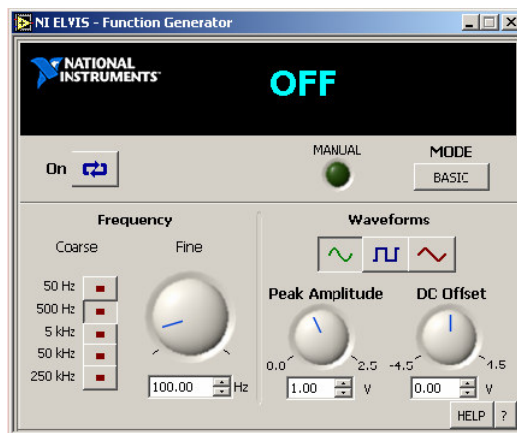 NI ELVIS - Function Generator
NATIONAL
INSTRUMENTS™
OFF
On
MANUAL
MODE
BASIC
Frequency
Coarse
Fine
50 Hz
500 Hz
5 kHz
50 kHz
250 kHz
100.00 Hz
Waveforms
Peak Amplitude
DC Offset
0.0 2.5
-4.5 4.5
1.00 V
0.00 V
HELP ?